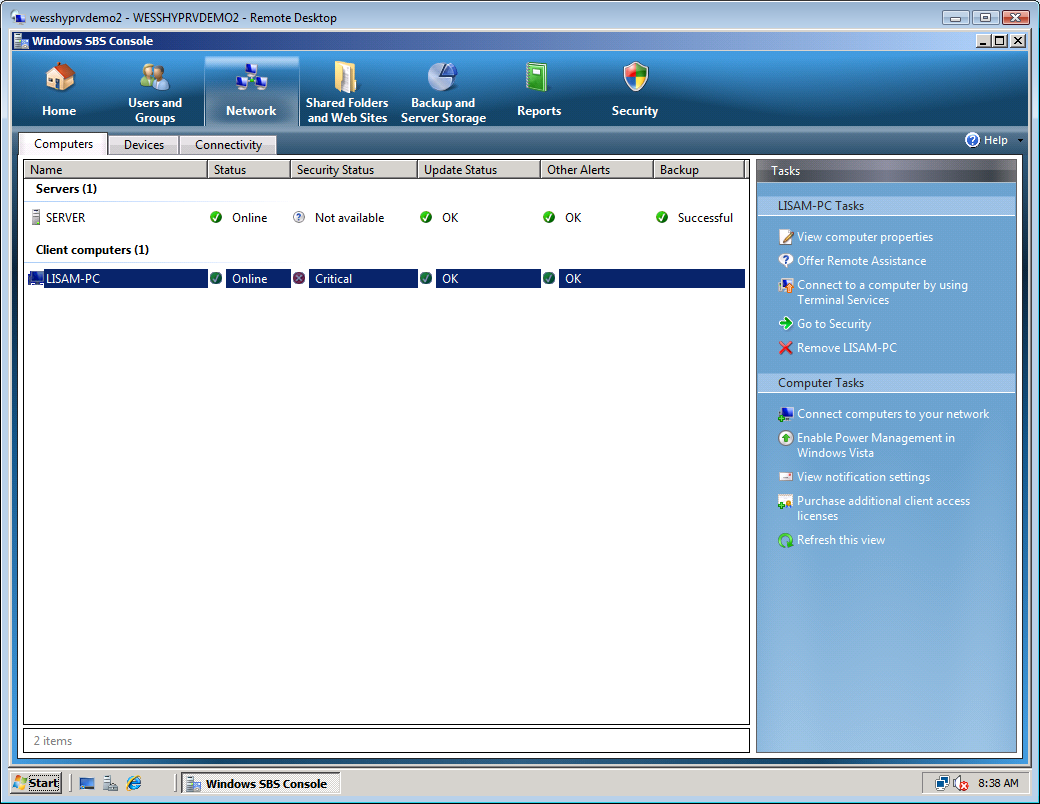 wesshyprvdemo2 - WESSHYPRVDEMO2 - Remote Desktop
Windows SBS Console
Home
Users and
Groups
Network
Shared Folders
and Web Sites
Backup and
Server Storage
Reports
Security
Computers
Devices
Connectivity
Help
Name Status Security Status Update Status Other Alerts Backup
Servers (1)
SERVER Online Not available OK OK Successful
Client computers (1)
LISAM-PC Online Critical OK OK
2 items
Tasks
LISAM-PC Tasks
View computer properties
Offer Remote Assistance
Connect to a computer by using
Terminal Services
Go to Security
Remove LISAM-PC
Computer Tasks
Connect computers to your network
Enable Power Management in
Windows Vista
View notification settings
Purchase additional client access
licenses
Refresh this view
Start
Windows SBS Console
8:38 AM